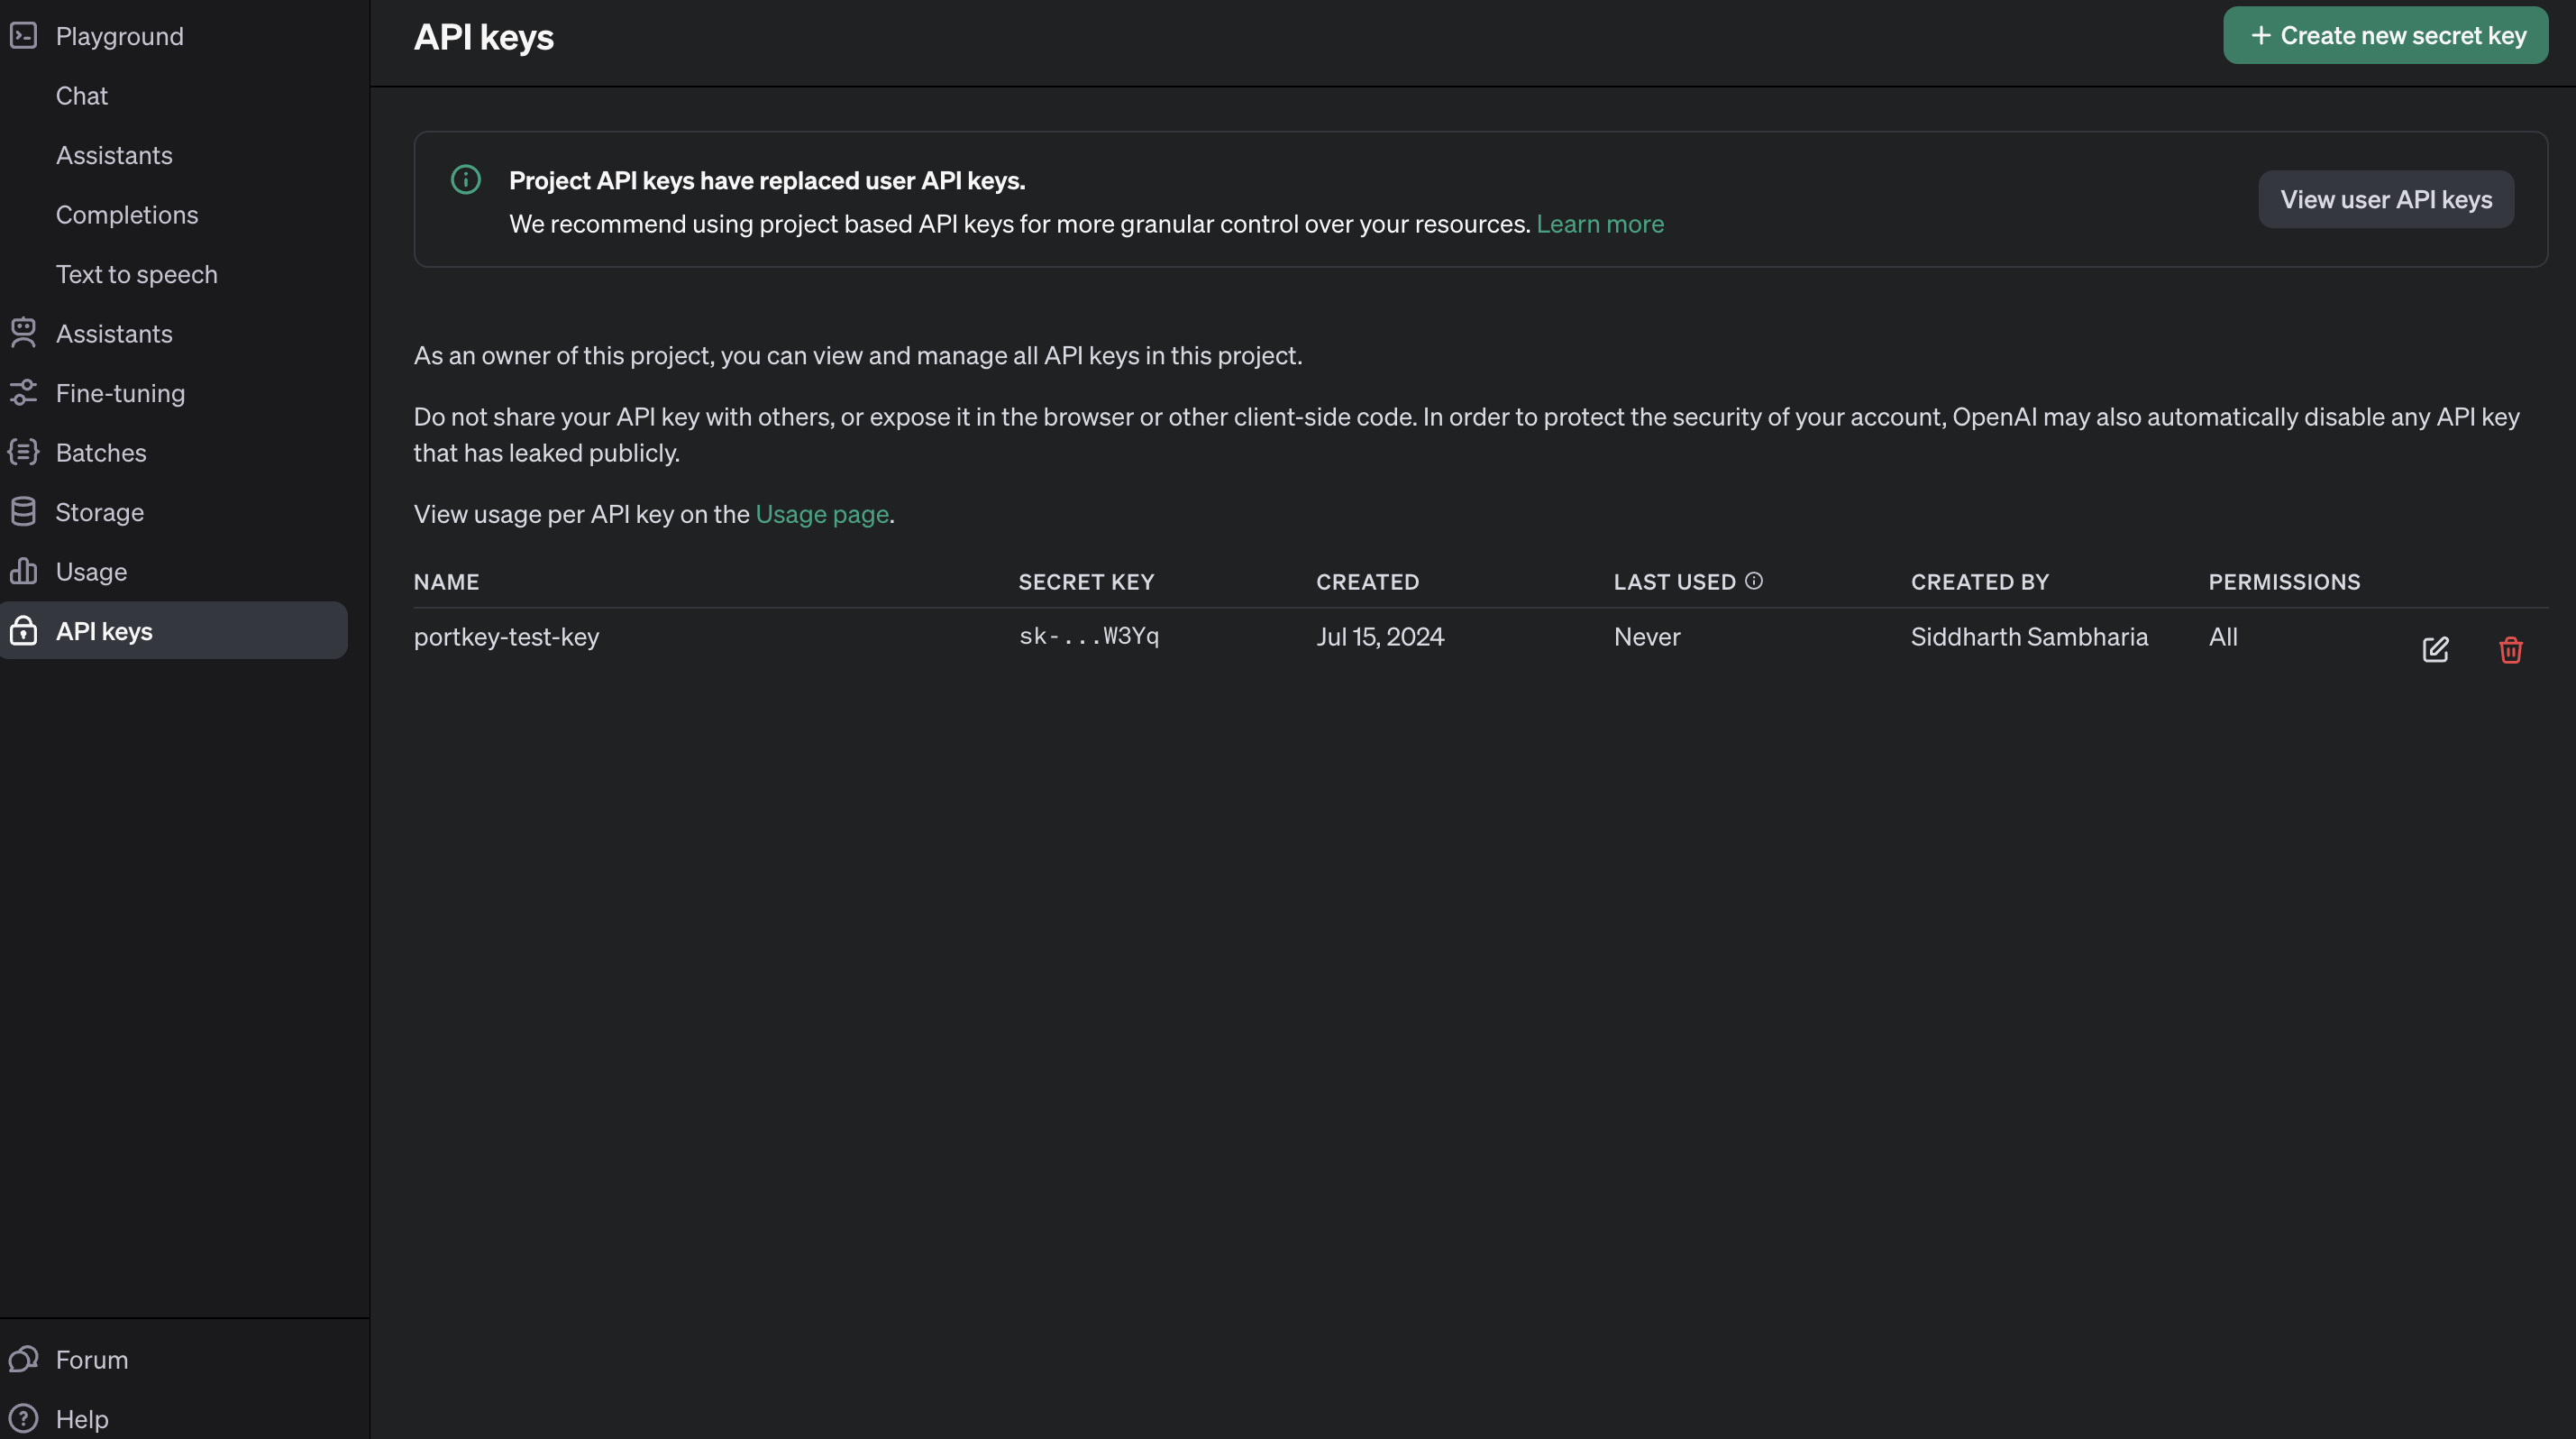 Playground
Chat
Assistants
Completions
Text to speech
Assistants
Fine-tuning
Batches
Storage
Usage
API keys
Forum
Help
API keys
+ Create new secret key
Project API keys have replaced user API keys.
We recommend using project based API keys for more granular control over your resources. Learn more
View user API keys
As an owner of this project, you can view and manage all API keys in this project.
Do not share your API key with others, or expose it in the browser or other client-side code. In order to protect the security of your account, OpenAI may also automatically disable any API key
that has leaked publicly.
View usage per API key on the Usage page.
NAME SECRET KEY CREATED LAST USED CREATED BY PERMISSIONS
portkey-test-key sk-...W3Yq Jul 15, 2024 Never Siddharth Sambharia All